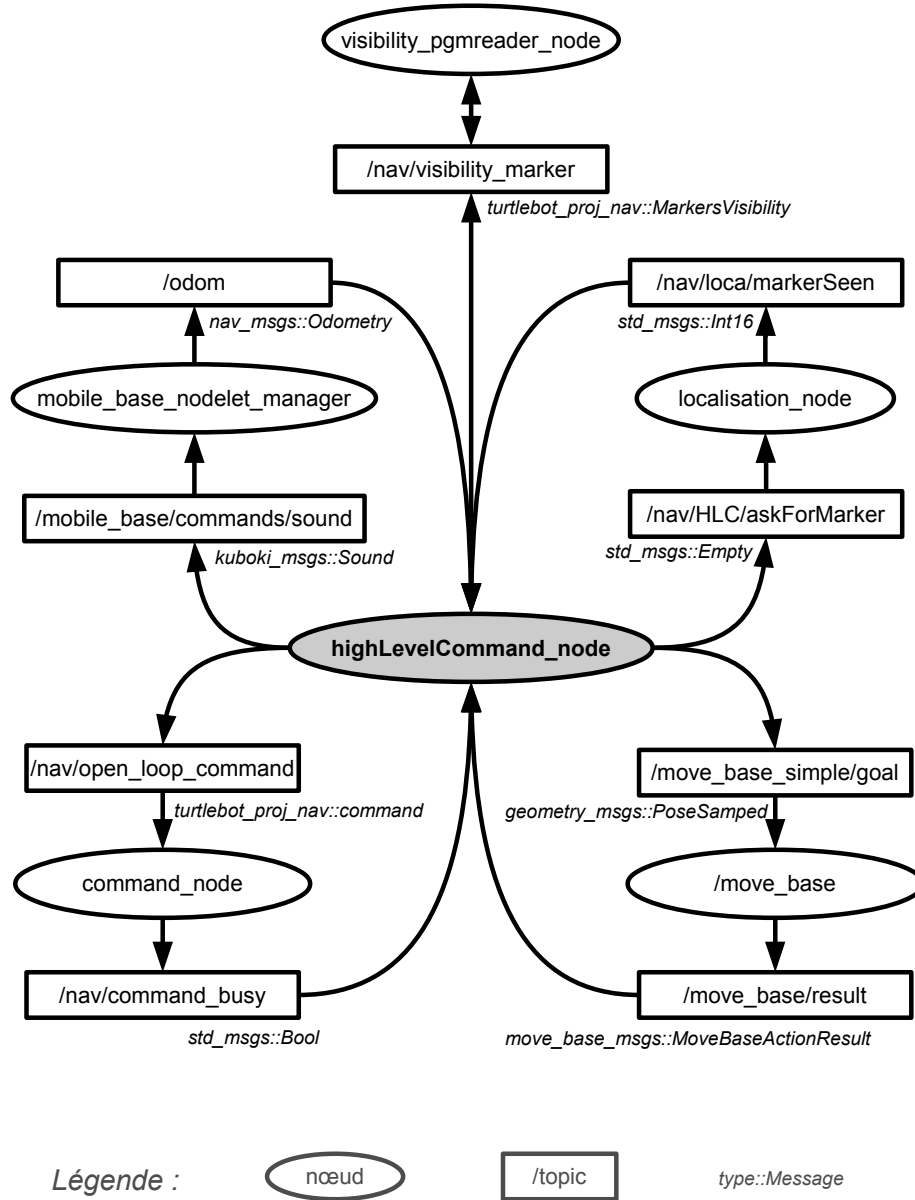 visibility_pgmreader_node
/nav/visibility_marker
turtlebot_proj_nav::MarkersVisibility
/odom
nav_msgs::Odometry
/nav/loca/markerSeen
std_msgs::Int16
mobile_base_nodelet_manager
localisation_node
/mobile_base/commands/sound
kuboki_msgs::Sound
/nav/HLC/askForMarker
std_msgs::Empty
highLevelCommand_node
/nav/open_loop_command
turtlebot_proj_nav::command
/move_base_simple/goal
geometry_msgs::PoseSamped
command_node
/move_base
/nav/command_busy
std_msgs::Bool
/move_base/result
move_base_msgs::MoveBaseActionResult
Légende :
nœud
/topic
type::Message